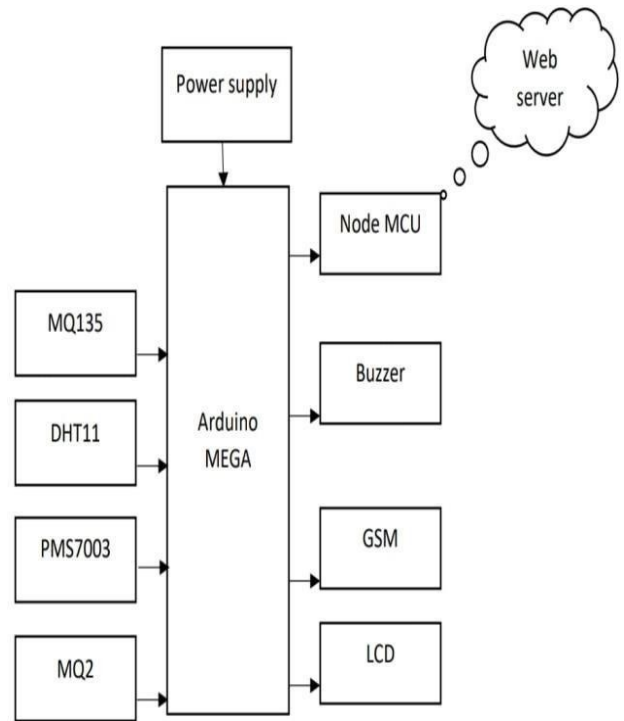 Web
server
Power supply
Node MCU
MQ135
Buzzer
DHT11
Arduino
MEGA
PMS7003
GSM
MQ2
LCD